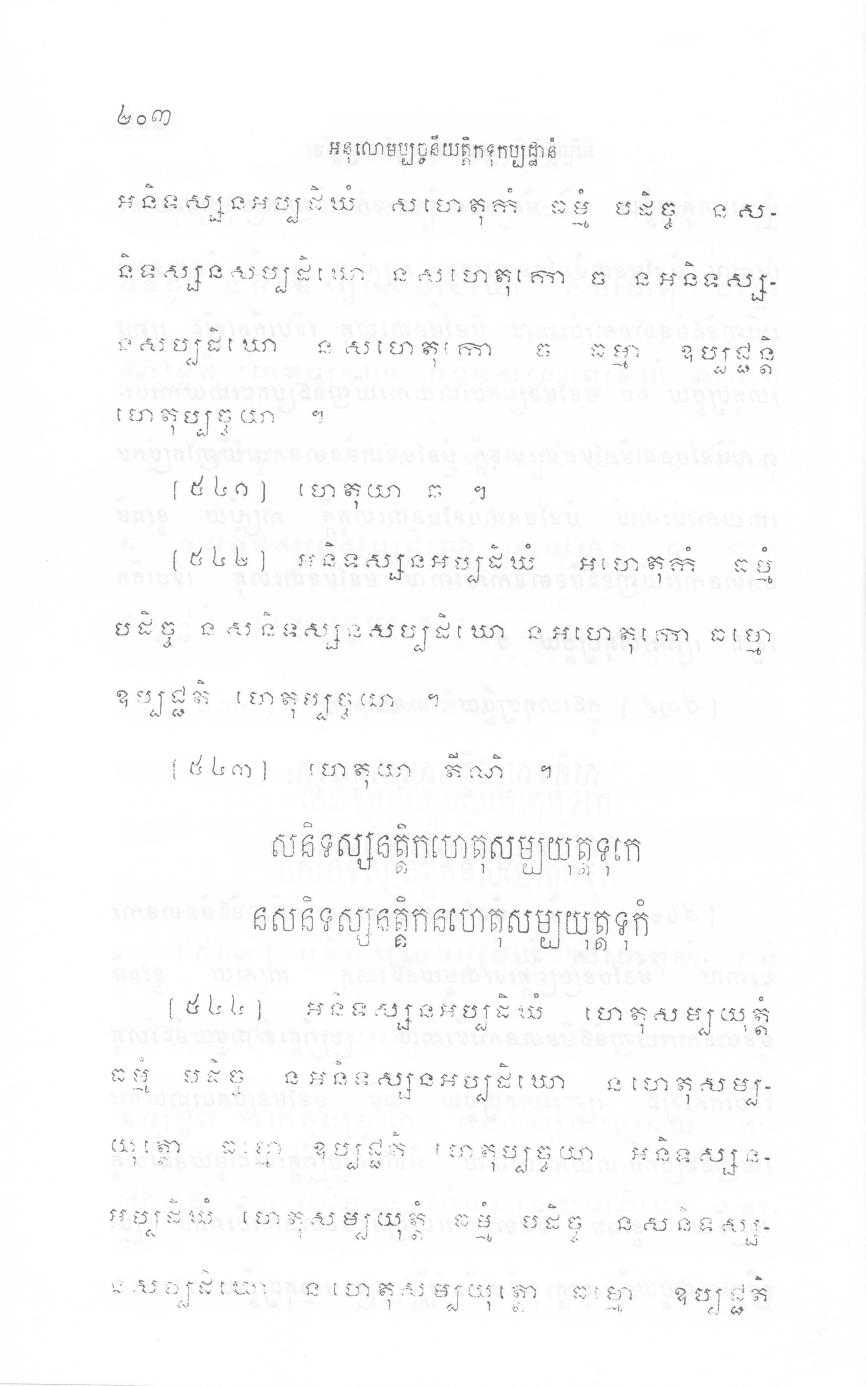 ៤០៣
អនុលោមប្បច្ចនីយត្តិកទុកប្បដ្ឋានំ
អនិទស្សនអប្បដិឃំ សហេតុកំ ធម្មំ បដិច្ច នស-
និទស្សនសប្បដិឃោ នសហេតុកោ ច នអនិទស្ស-
នសប្បដិឃោ នសហេតុកោ ច ធម្មា ឧប្បជ្ជន្តិ
ហេតុប្បច្ចយា ។
(៥៤១) ហេតុយា ឆ ។
(៥៤២) អនិទស្សនអប្បដិឃំ អហេតុកំ ធម្មំ
បដិច្ច នសនិទស្សនសប្បដិឃោ នអហេតុកោ ធម្មោ
ឧប្បជ្ជតិ ហេតុប្បច្ចយា ។
(៥៤៣) ហេតុយា តីណិ ។
សនិទស្សនត្តិកហេតុសម្បយុត្តទុកេ
នសនិទស្សនត្តិកនហេតុសម្បយុត្តទុកំ
(៥៤៤) អនិទស្សនអប្បដិឃំ ហេតុសម្បយុត្តំ
ធម្មំ បដិច្ច នអនិទស្សនអប្បដិឃោ នហេតុសម្ប-
យុត្តោ ធម្មោ ឧប្បជ្ជតិ ហេតុប្បច្ចយា អនិទស្សន-
អប្បដិឃំ ហេតុសម្បយុត្តំ ធម្មំ បដិច្ច នសនិទស្ស-
នសប្បដិឃោ នហេតុសម្បយុត្តោ ធម្មោ ឧប្បជ្ជតិ